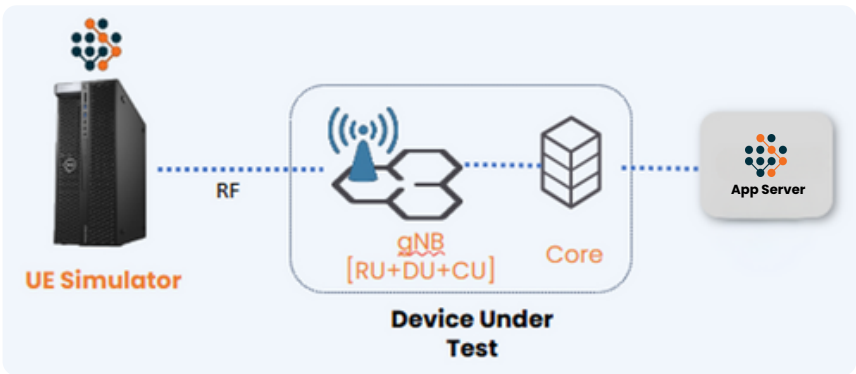 RF
UE Simulator
gNB
[RU+DU+CU]
Core
App Server
Device Under
Test